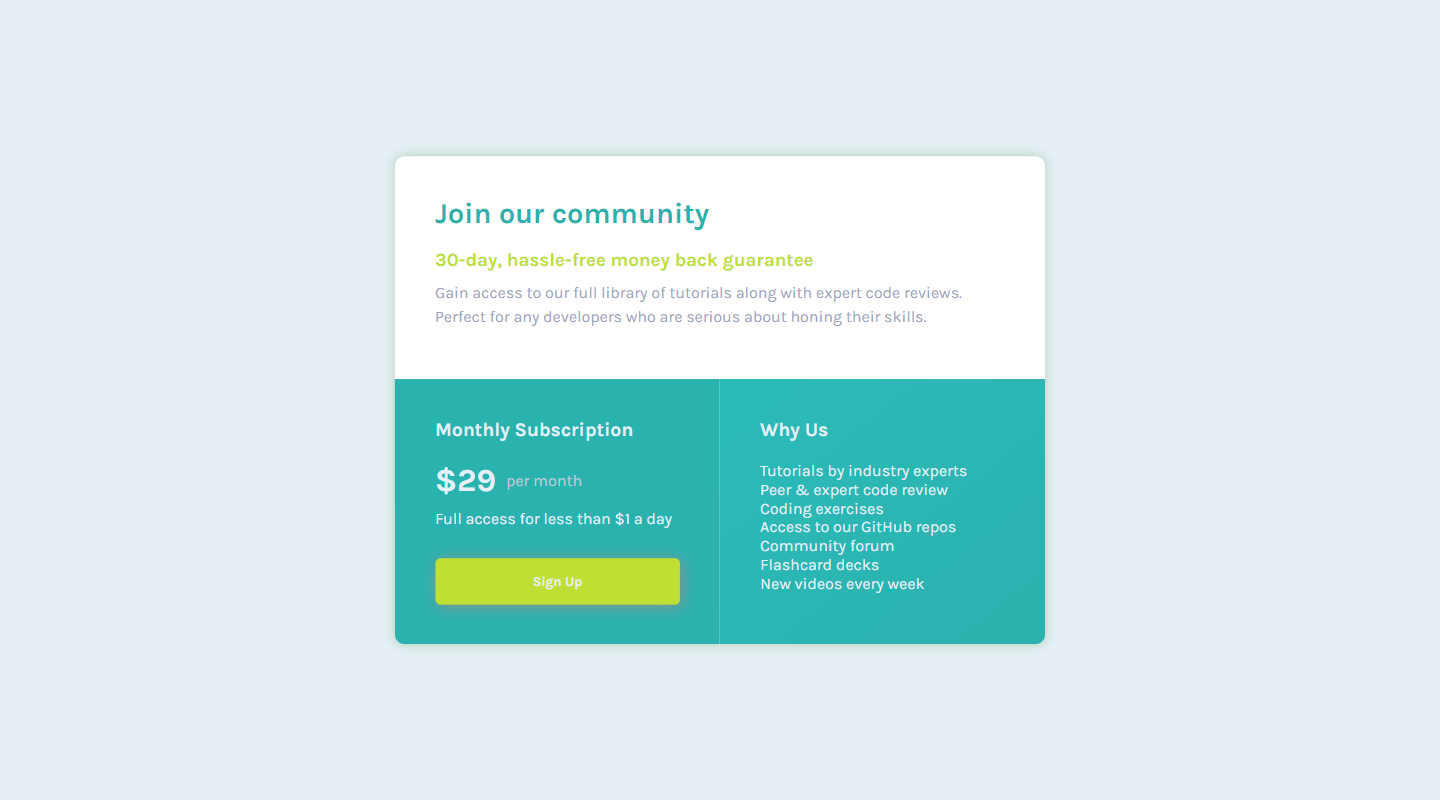 Join our community
30-day, hassle-free money back guarantee
Gain access to our full library of tutorials along with expert code reviews.
Perfect for any developers who are serious about honing their skills.
Monthly Subscription
$29 per month
Full access for less than $1 a day
Sign Up
Why Us
Tutorials by industry experts
Peer & expert code review
Coding exercises
Access to our GitHub repos
Community forum
Flashcard decks
New videos every week